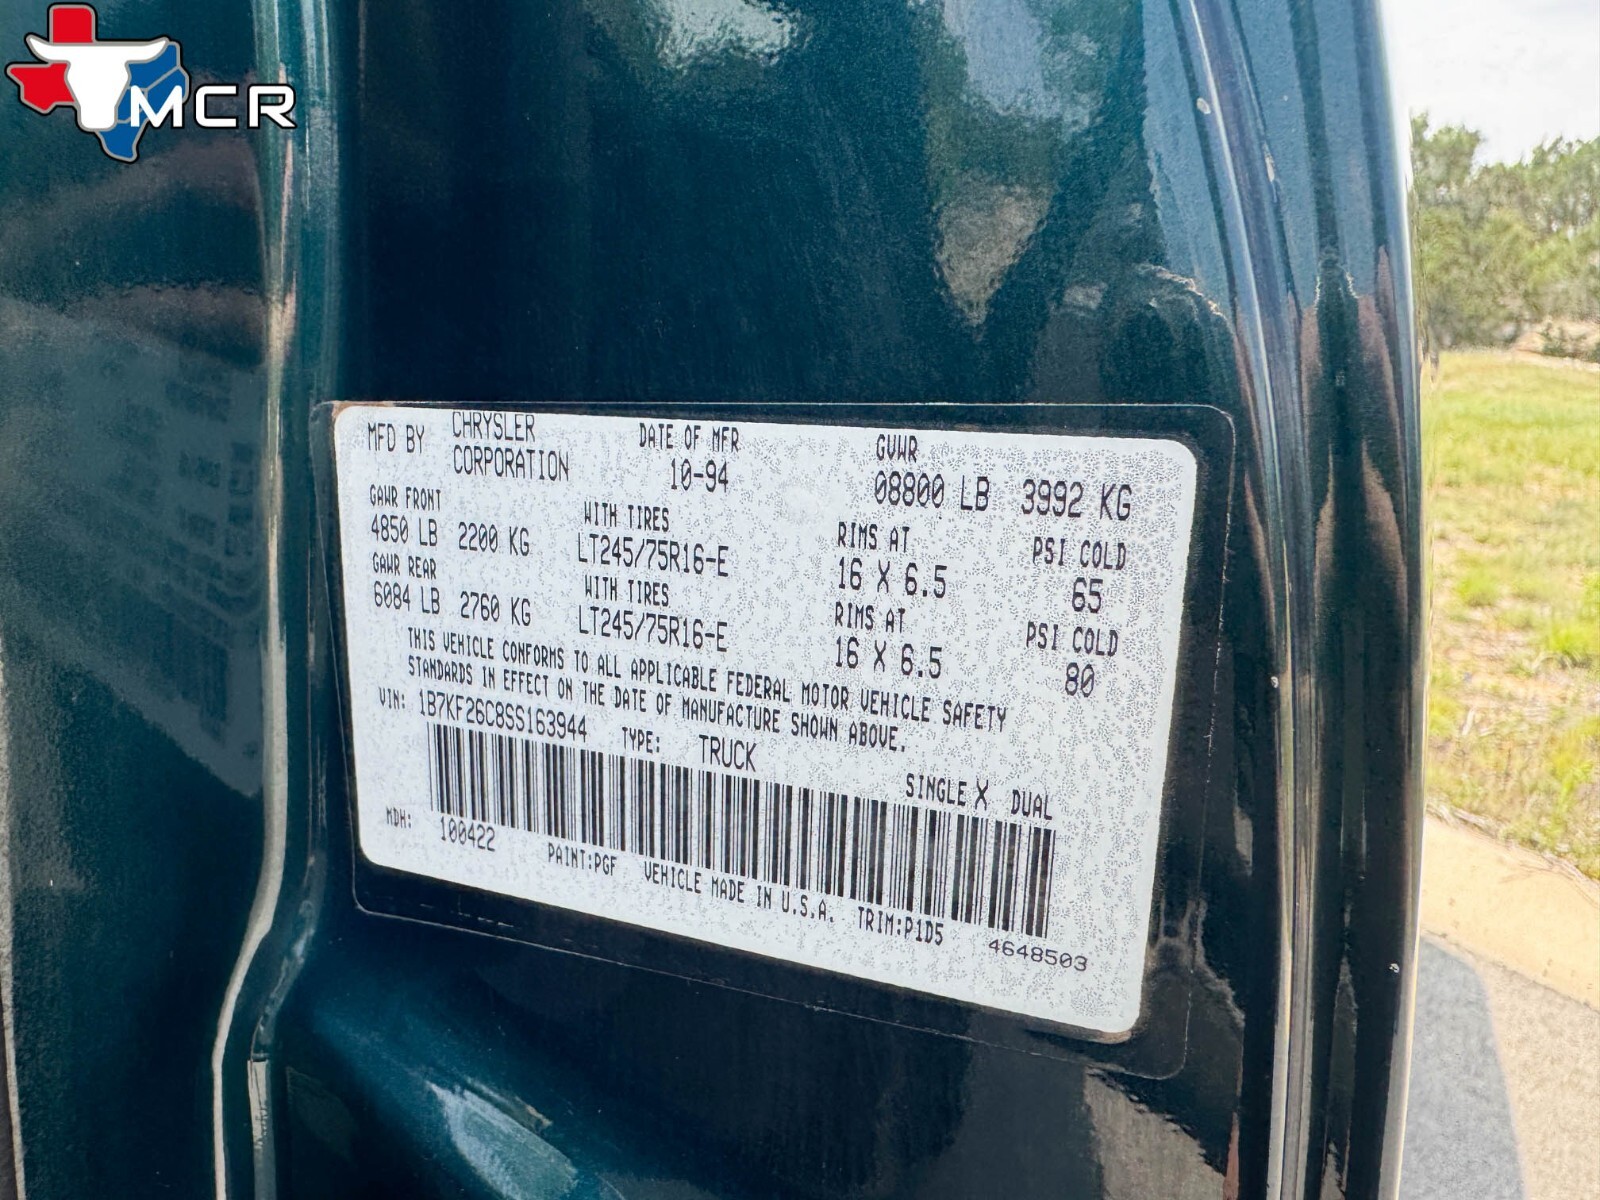 MCR
MFD BY CHRYSLER CORPORATION DATE OF MFR 10-94 GVWR 08800 LB 3992 KG
GAWR FRONT WITH TIRES RIMS AT PSI COLD
4850 LB 2200 KG LT245/75R16-E 16 X 6.5 65
GAWR REAR WITH TIRES RIMS AT PSI COLD
6084 LB 2760 KG LT245/75R16-E 16 X 6.5 80
THIS VEHICLE CONFORMS TO ALL APPLICABLE FEDERAL MOTOR VEHICLE SAFETY
STANDARDS IN EFFECT ON THE DATE OF MANUFACTURE SHOWN ABOVE.
VIN: 1B7KF26C8SS163944 TYPE: TRUCK
SINGLE X DUAL
MDH: 100422
PAINT:PGF VEHICLE MADE IN U.S.A. TRIM:P1D5
4648503